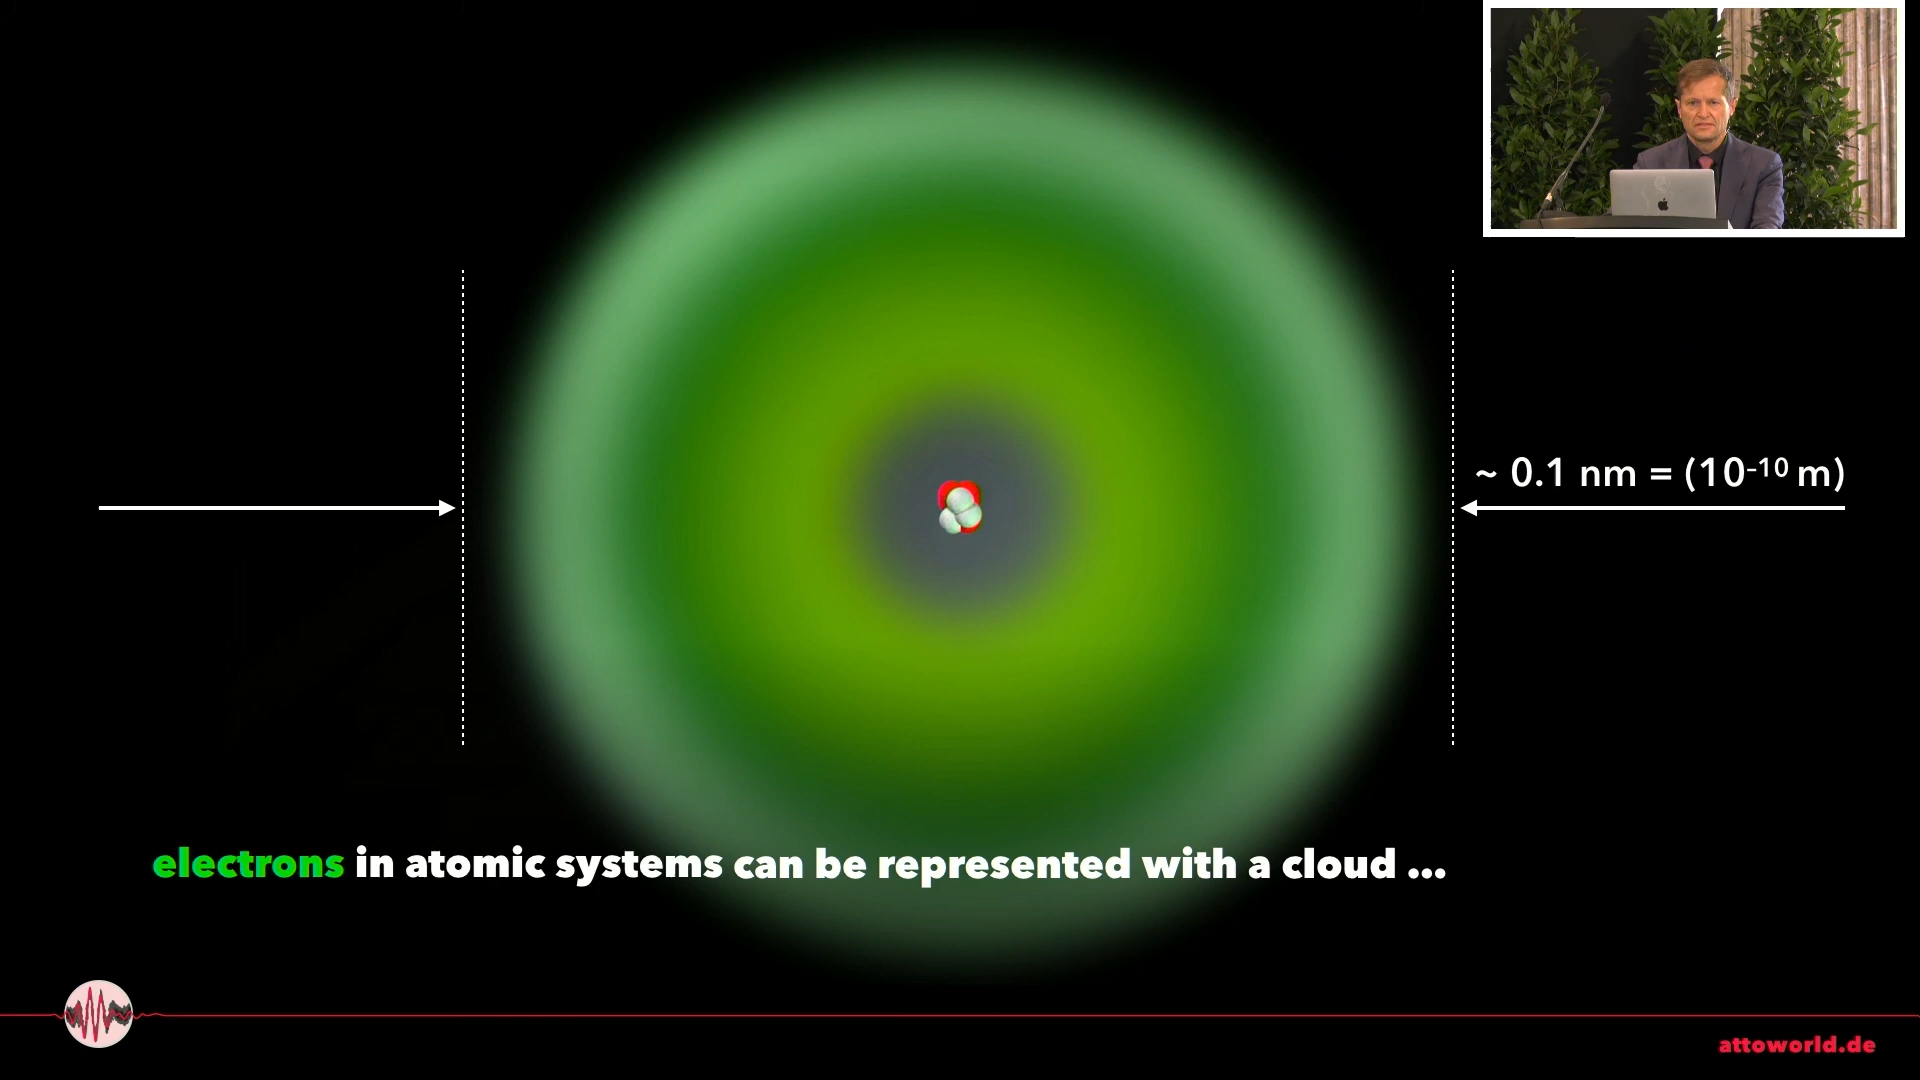 ~ 0.1 nm = (10⁻¹⁰ m)
electrons in atomic systems can be represented with a cloud ...
attoworld.de